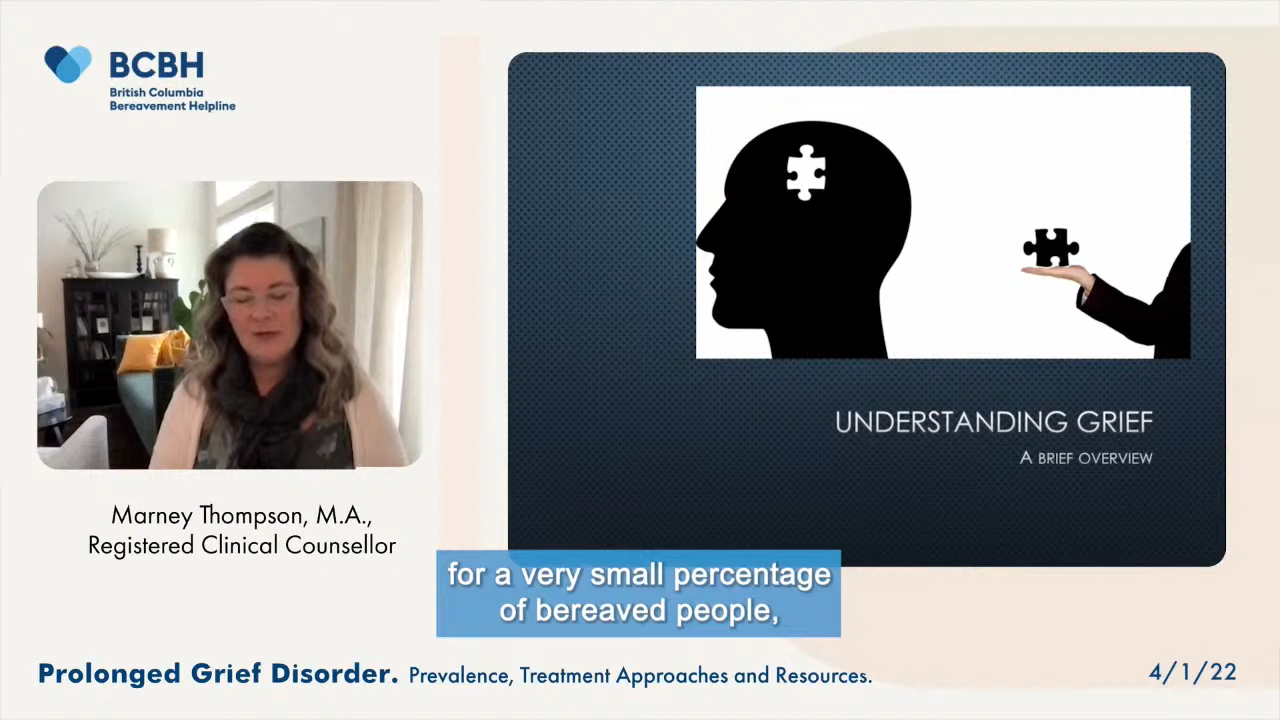 BCBH
British Columbia
Bereavement Helpline
UNDERSTANDING GRIEF
A BRIEF OVERVIEW
Marney Thompson, M.A.,
Registered Clinical Counsellor
for a very small percentage
of bereaved people,
Prolonged Grief Disorder. Prevalence, Treatment Approaches and Resources.
4/1/22